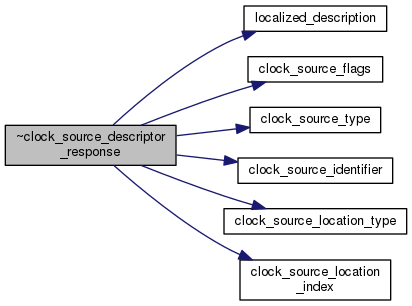 localized_description
clock_source_flags
clock_source_type
~clock_source_descriptor
_response
clock_source_identifier
clock_source_location_type
clock_source_location
_index